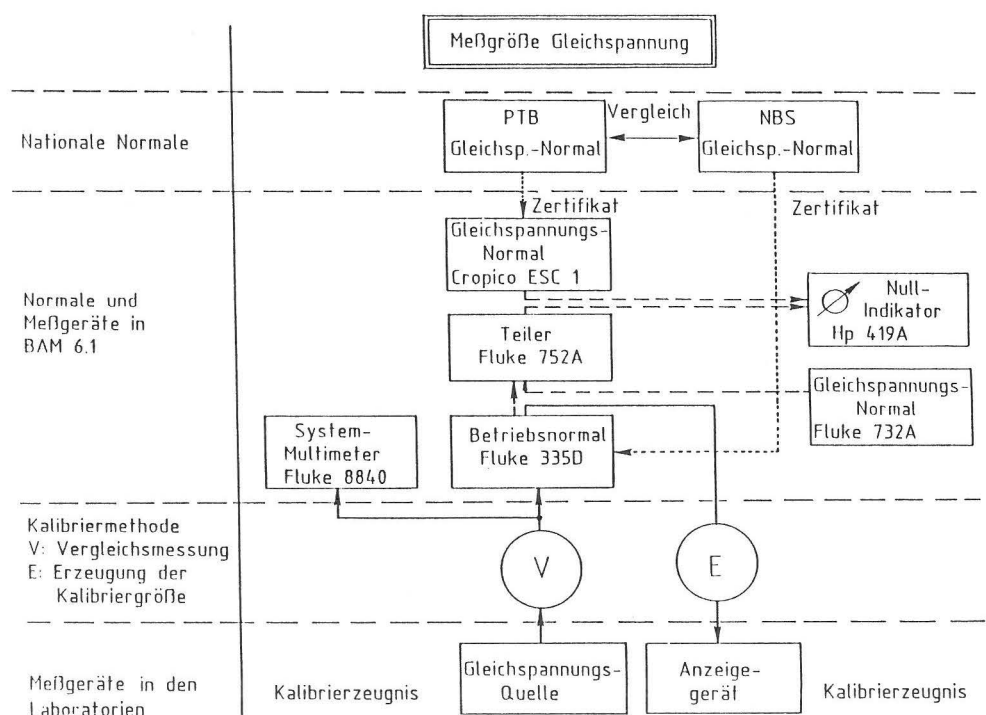 Meßgröße Gleichspannung
Nationale Normale
PTB
Gleichsp.-Normal
Vergleich
NBS
Gleichsp.-Normal
Zertifikat
Zertifikat
Normale und
Meßgeräte in
BAM 6.1
Gleichspannungs-
Normal
Cropico ESC 1
Null-
Indikator
Hp 419A
Teiler
Fluke 752A
Gleichspannungs-
Normal
Fluke 732A
System-
Multimeter
Fluke 8840
Betriebsnormal
Fluke 335D
Kalibriermethode
V: Vergleichsmessung
E: Erzeugung der
Kalibriergröße
V
E
Meßgeräte in den
Laboratorien
Kalibrierzeugnis
Gleichspannungs-
Quelle
Anzeige-
gerät
Kalibrierzeugnis